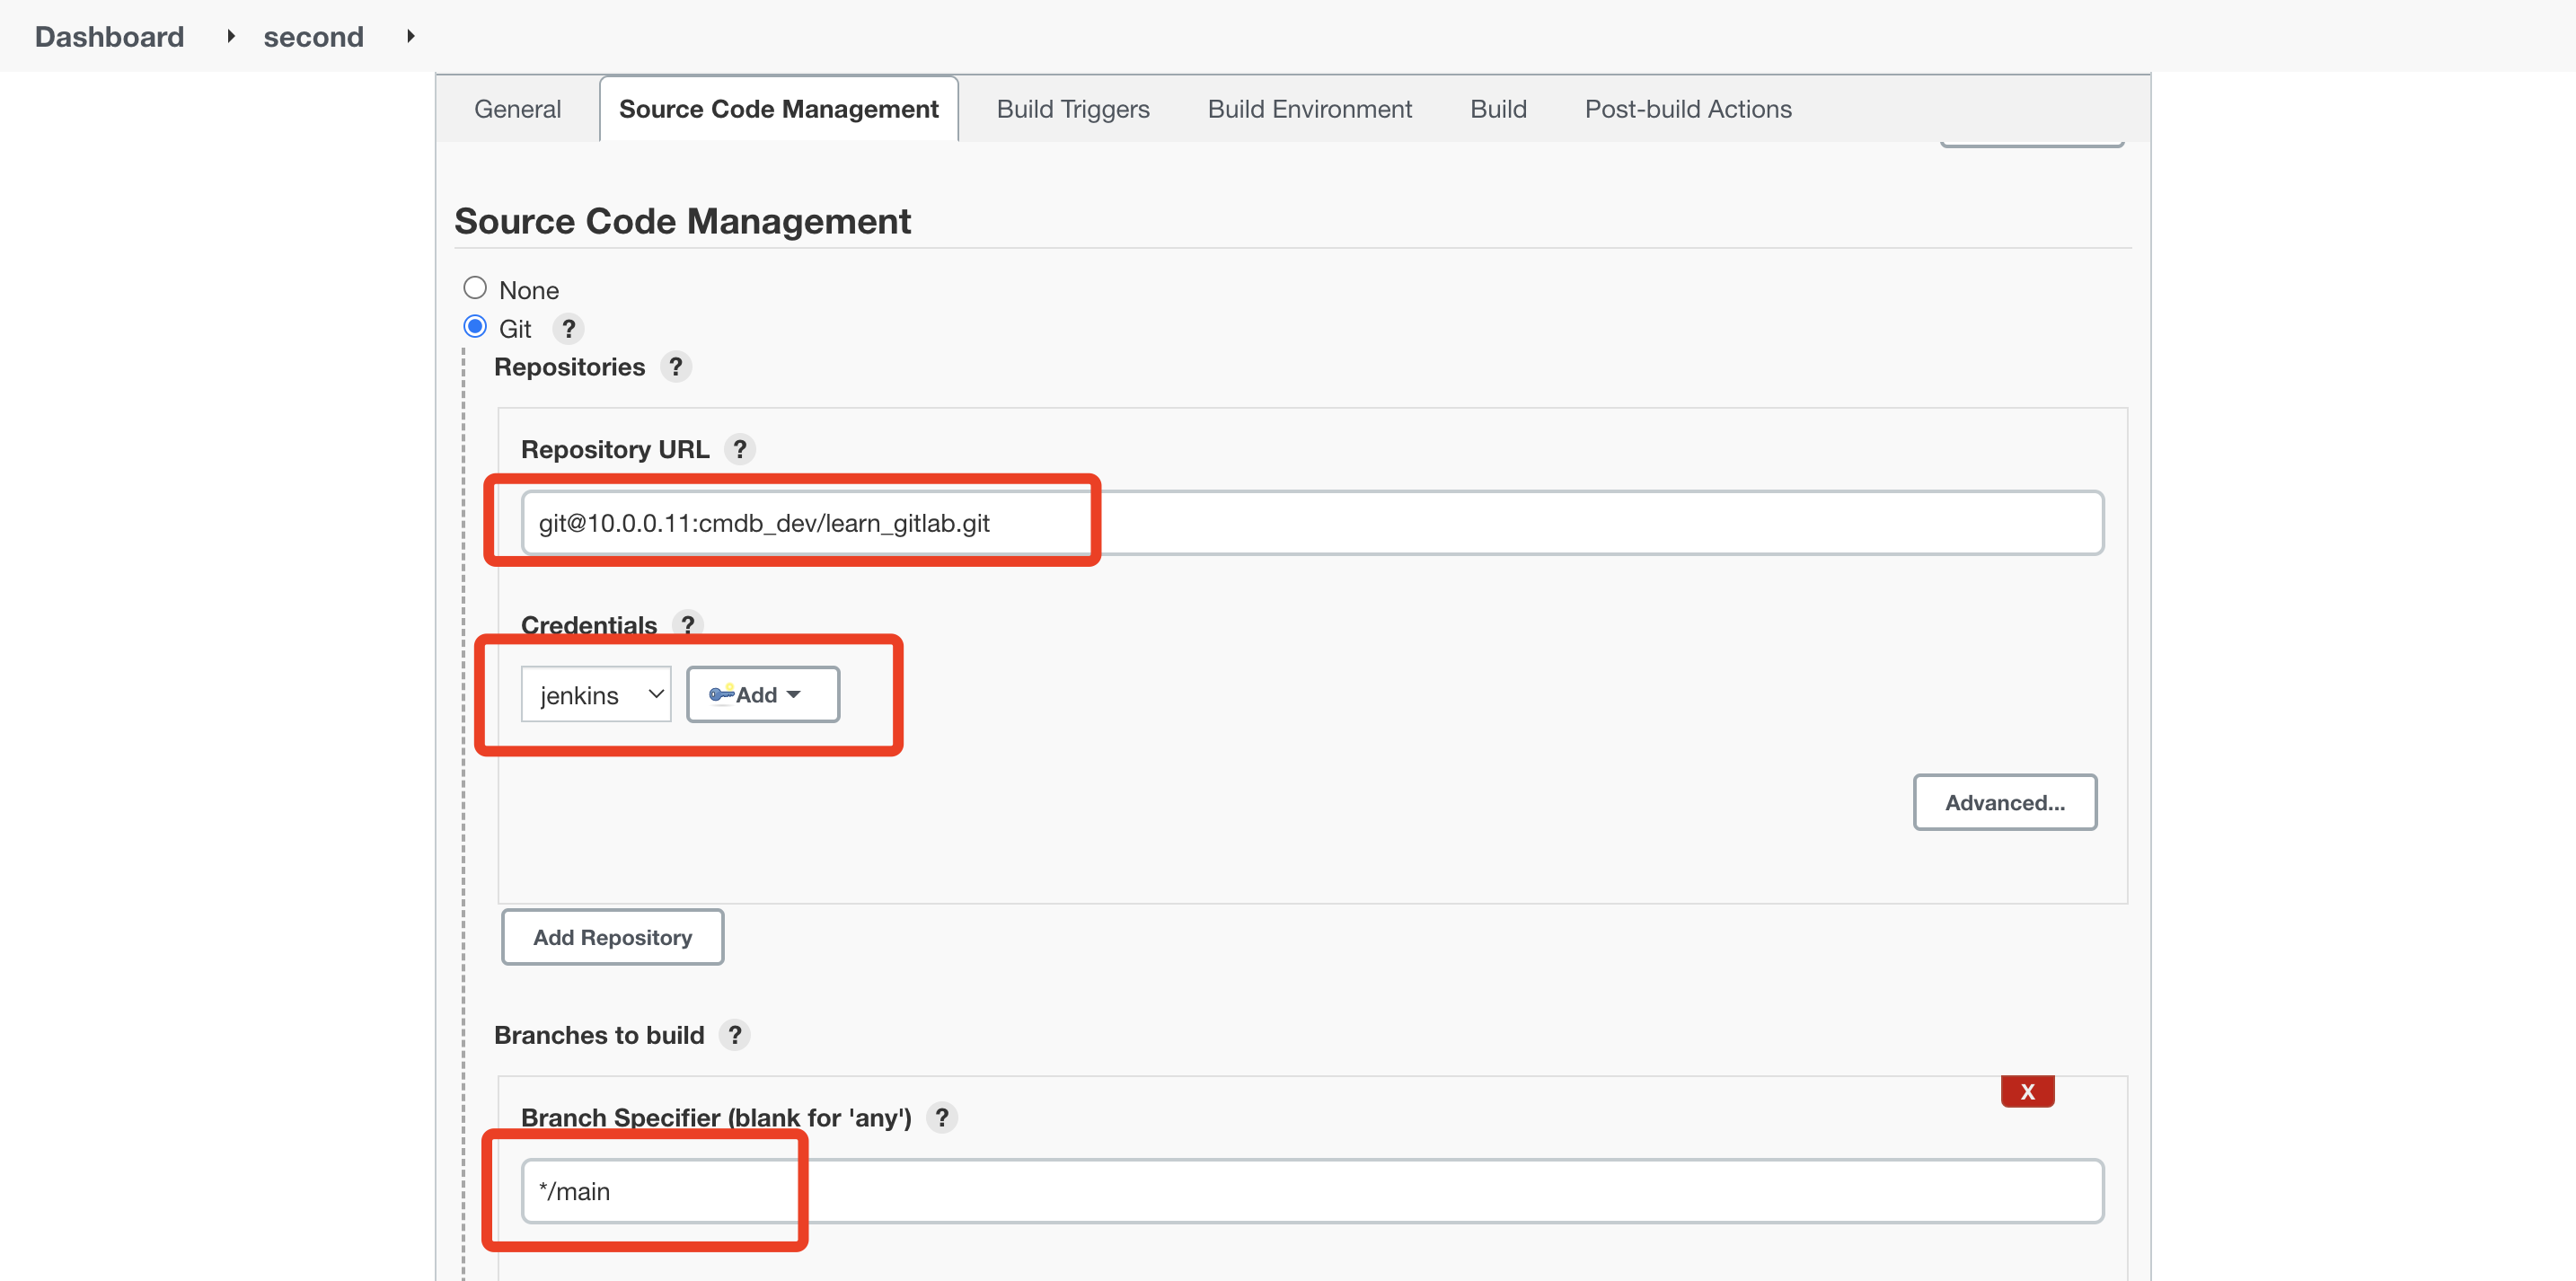 Dashboard second
General Source Code Management Build Triggers Build Environment Build Post-build Actions
Source Code Management
None
Git ?
Repositories ?
Repository URL ?
git@10.0.0.11:cmdb_dev/learn_gitlab.git
Credentials ?
jenkins Add
Advanced...
Add Repository
Branches to build ?
X
Branch Specifier (blank for 'any') ?
*/main